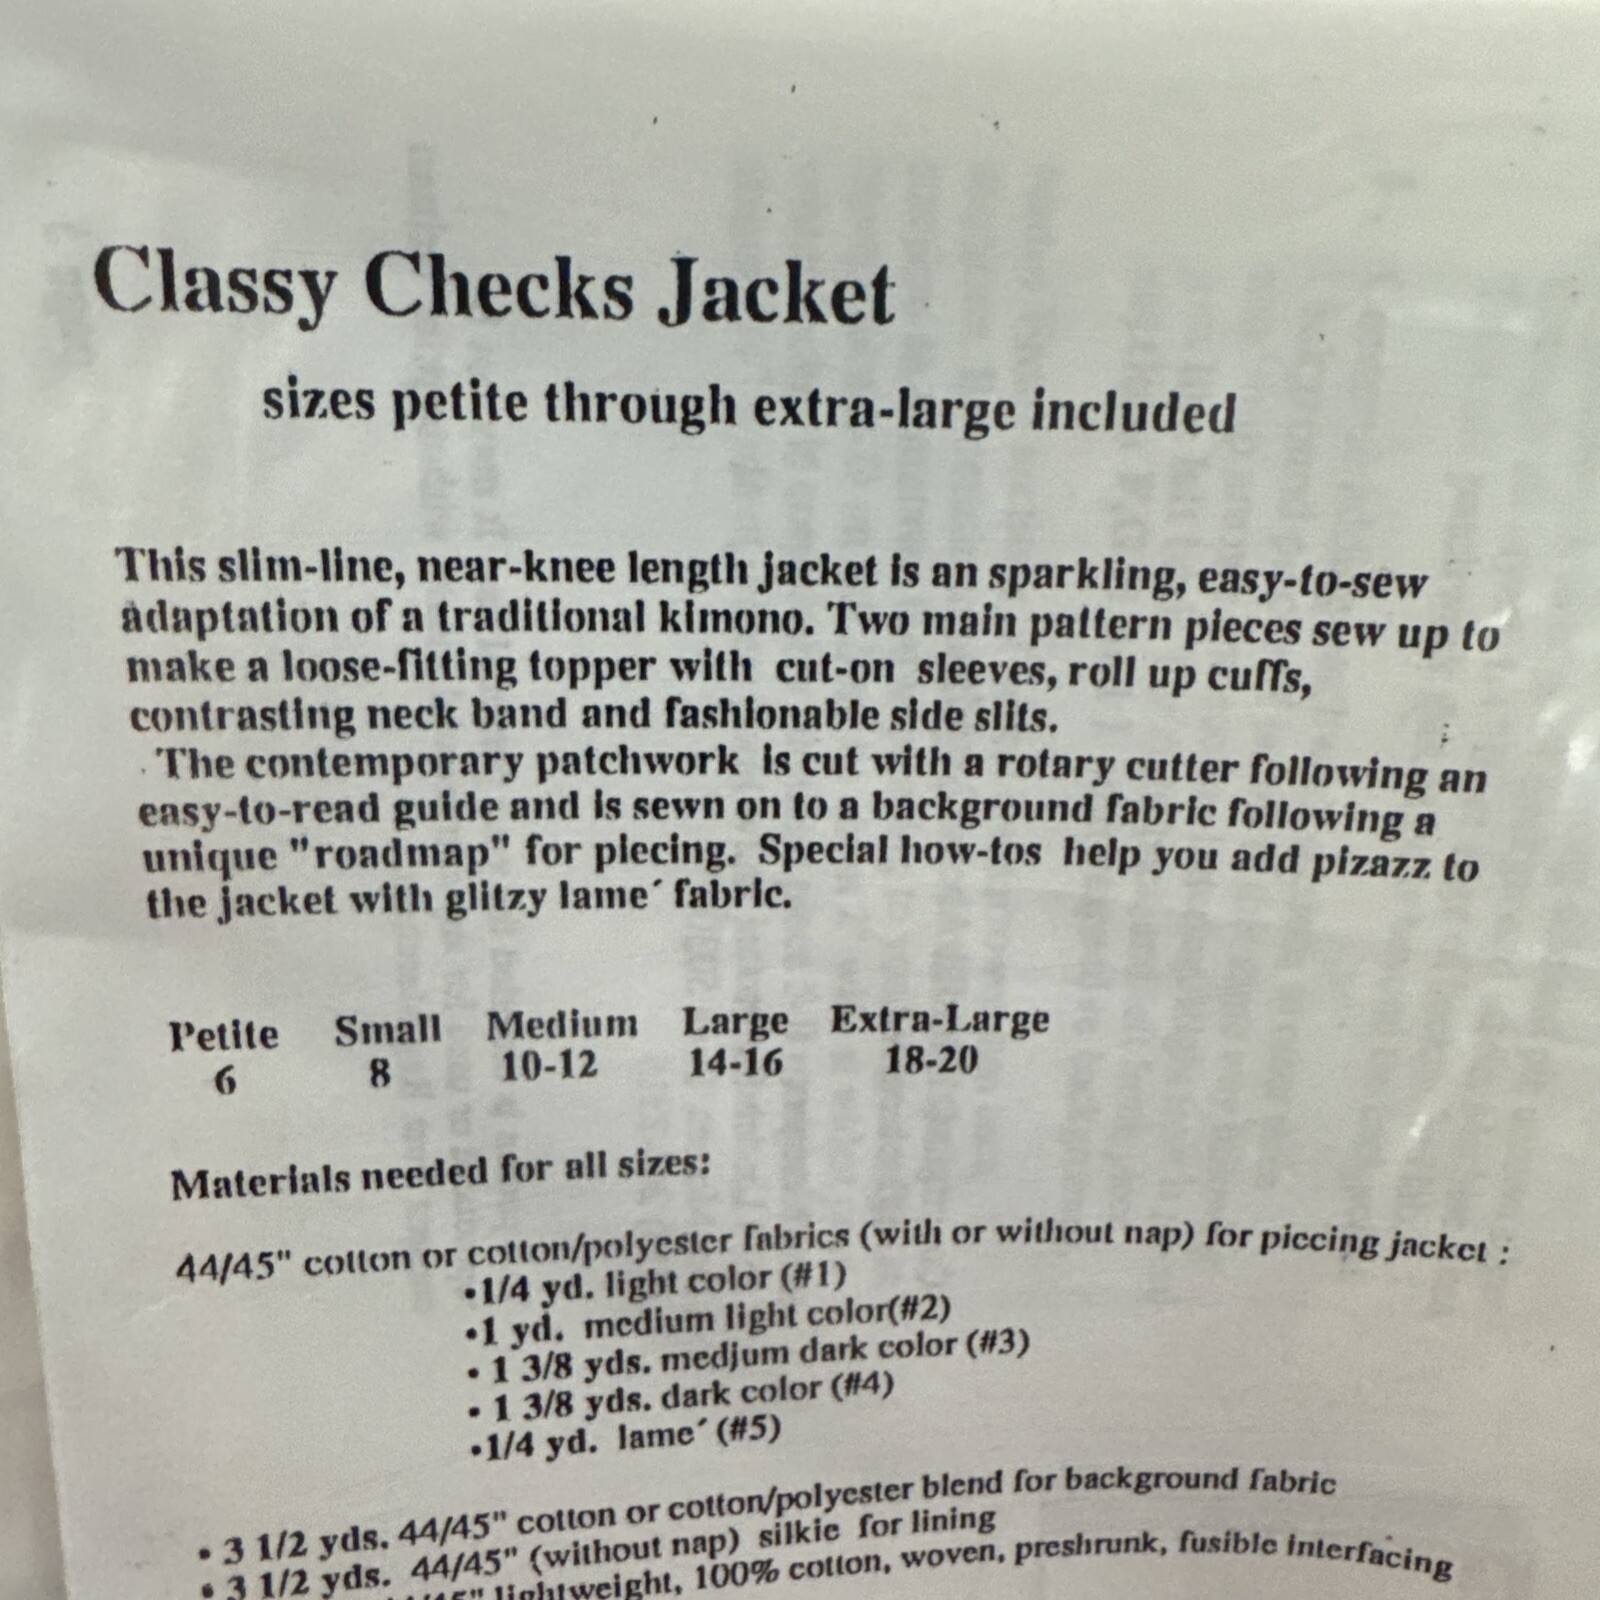 Classy Checks Jacket
sizes petite through extra-large included
This slim-line, near-knee length jacket is an sparkling, easy-to-sew
adaptation of a traditional kimono. Two main pattern pieces sew up to
make a loose-fitting topper with cut-on sleeves, roll up cuffs,
contrasting neck band and fashionable side slits.
The contemporary patchwork is cut with a rotary cutter following an
easy-to-read guide and is sewn on to a background fabric following a
unique "roadmap" for piecing. Special how-tos help you add pizazz to
the jacket with glitzy lame´ fabric.
Petite Small Medium Large Extra-Large
6 8 10-12 14-16 18-20
Materials needed for all sizes:
44/45" cotton or cotton/polyester fabrics (with or without nap) for piecing jacket :
•1/4 yd. light color (#1)
•1 yd. medium light color(#2)
• 1 3/8 yds. medium dark color (#3)
• 1 3/8 yds. dark color (#4)
•1/4 yd. lame´ (#5)
• 3 1/2 yds. 44/45" cotton or cotton/polyester blend for background fabric
• 3 1/2 yds. 44/45" (without nap) silkie for lining
lightweight, 100% cotton, woven, preshrunk, fusible interfacing